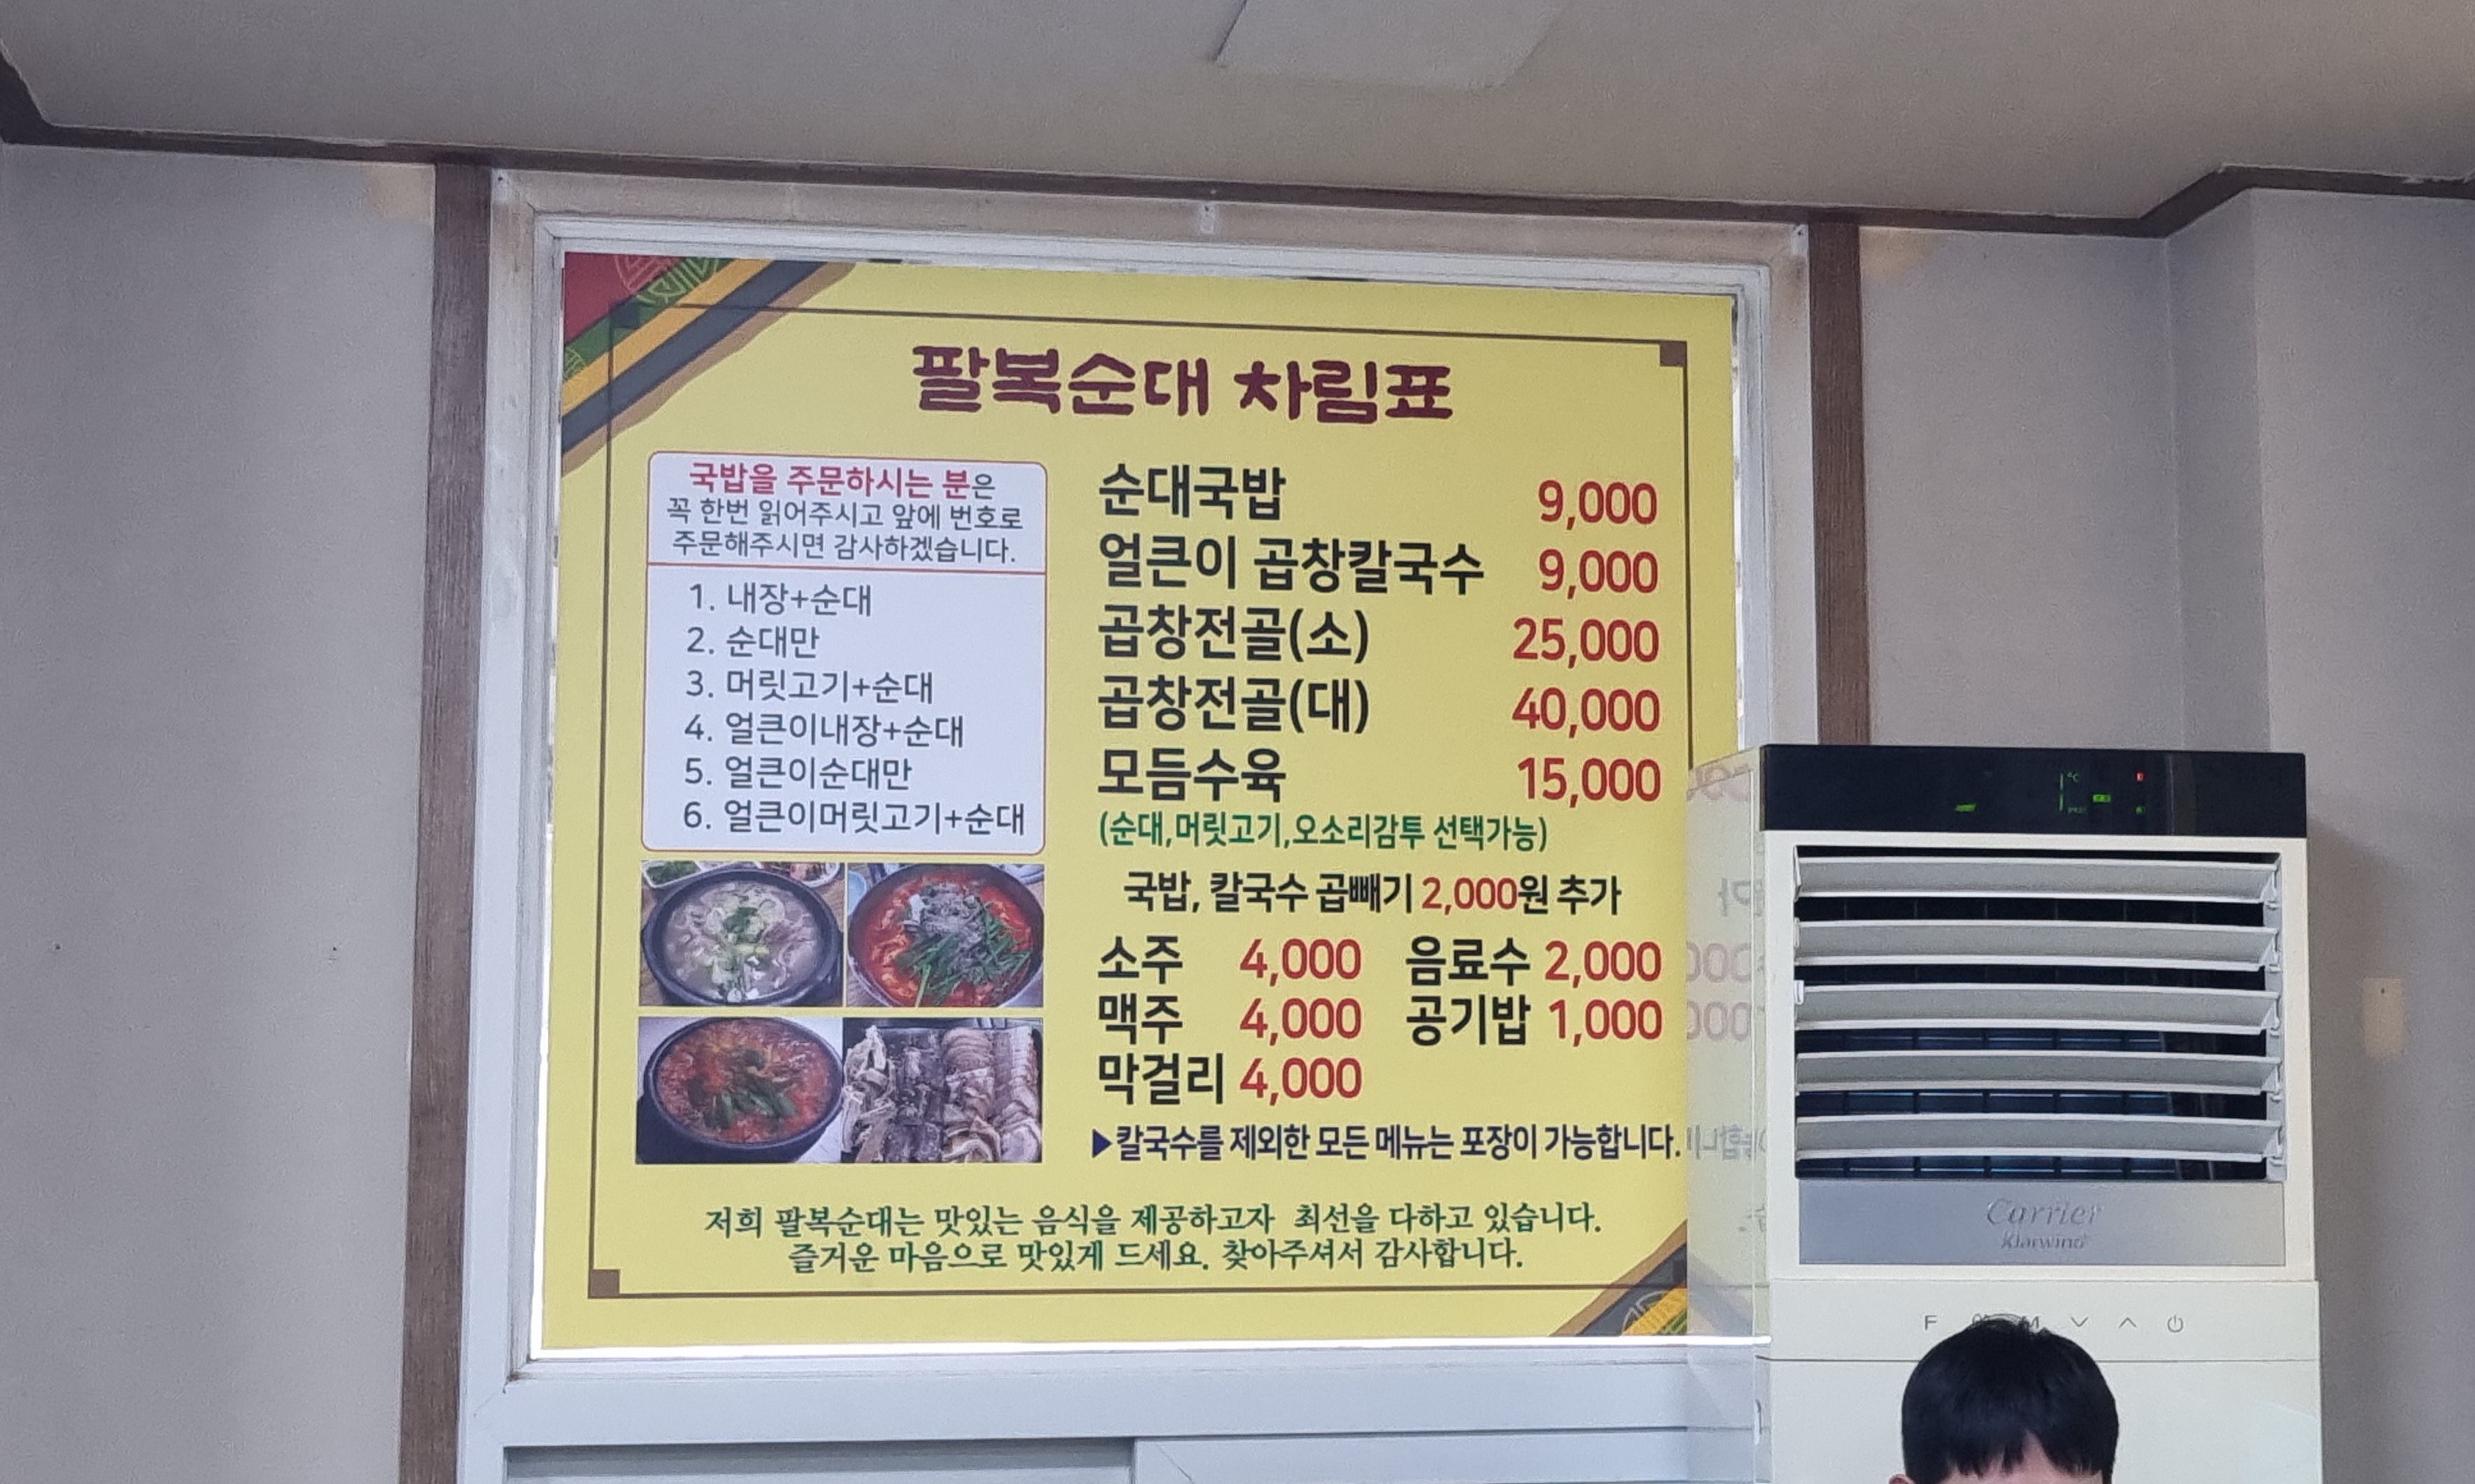 팔복순대 차림표
국밥을 주문하시는 분은
꼭 한번 읽어주시고 앞에 번호로
주문해주시면 감사하겠습니다.
1. 내장+순대
2. 순대만
3. 머릿고기+순대
4. 얼큰이내장+순대
5. 얼큰이순대만
6. 얼큰이머릿고기+순대
순대국밥 9,000
얼큰이 곱창칼국수 9,000
곱창전골(소) 25,000
곱창전골(대) 40,000
모듬수육 15,000
(순대,머릿고기,오소리감투 선택가능)
국밥, 칼국수 곱빼기 2,000원 추가
소주 4,000 음료수 2,000
맥주 4,000 공기밥 1,000
막걸리 4,000
▶칼국수를 제외한 모든 메뉴는 포장이 가능합니다.
저희 팔복순대는 맛있는 음식을 제공하고자 최선을 다하고 있습니다.
즐거운 마음으로 맛있게 드세요. 찾아주셔서 감사합니다.
Carrier
Klarwind
F M